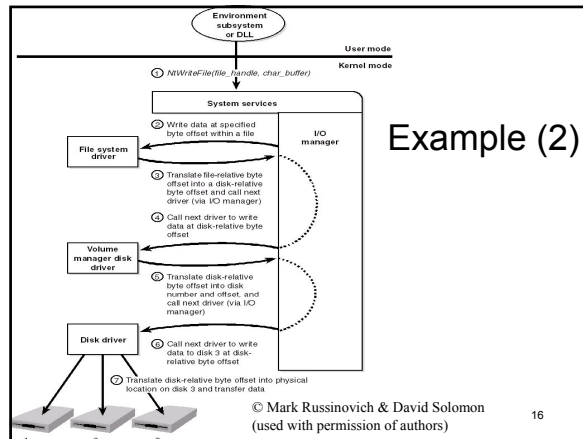 Environment
subsystem
or DLL
User mode
Kernel mode
① NtWriteFile(file_handle, char_buffer)
System services
② Write data at specified
byte offset within a file
I/O
manager
Example (2)
File system
driver
③ Translate file-relative byte
offset into a disk-relative
byte offset and call next
driver (via I/O manager)
④ Call next driver to write
data at disk-relative byte
offset
Volume
manager disk
driver
⑤ Translate disk-relative
byte offset into disk
number and offset, and
call next driver (via I/O
manager)
Disk driver
⑥ Call next driver to write
data to disk 3 at disk-
relative byte offset
⑦ Translate disk-relative byte offset into physical
location on disk 3 and transfer data
© Mark Russinovich & David Solomon
(used with permission of authors)
16